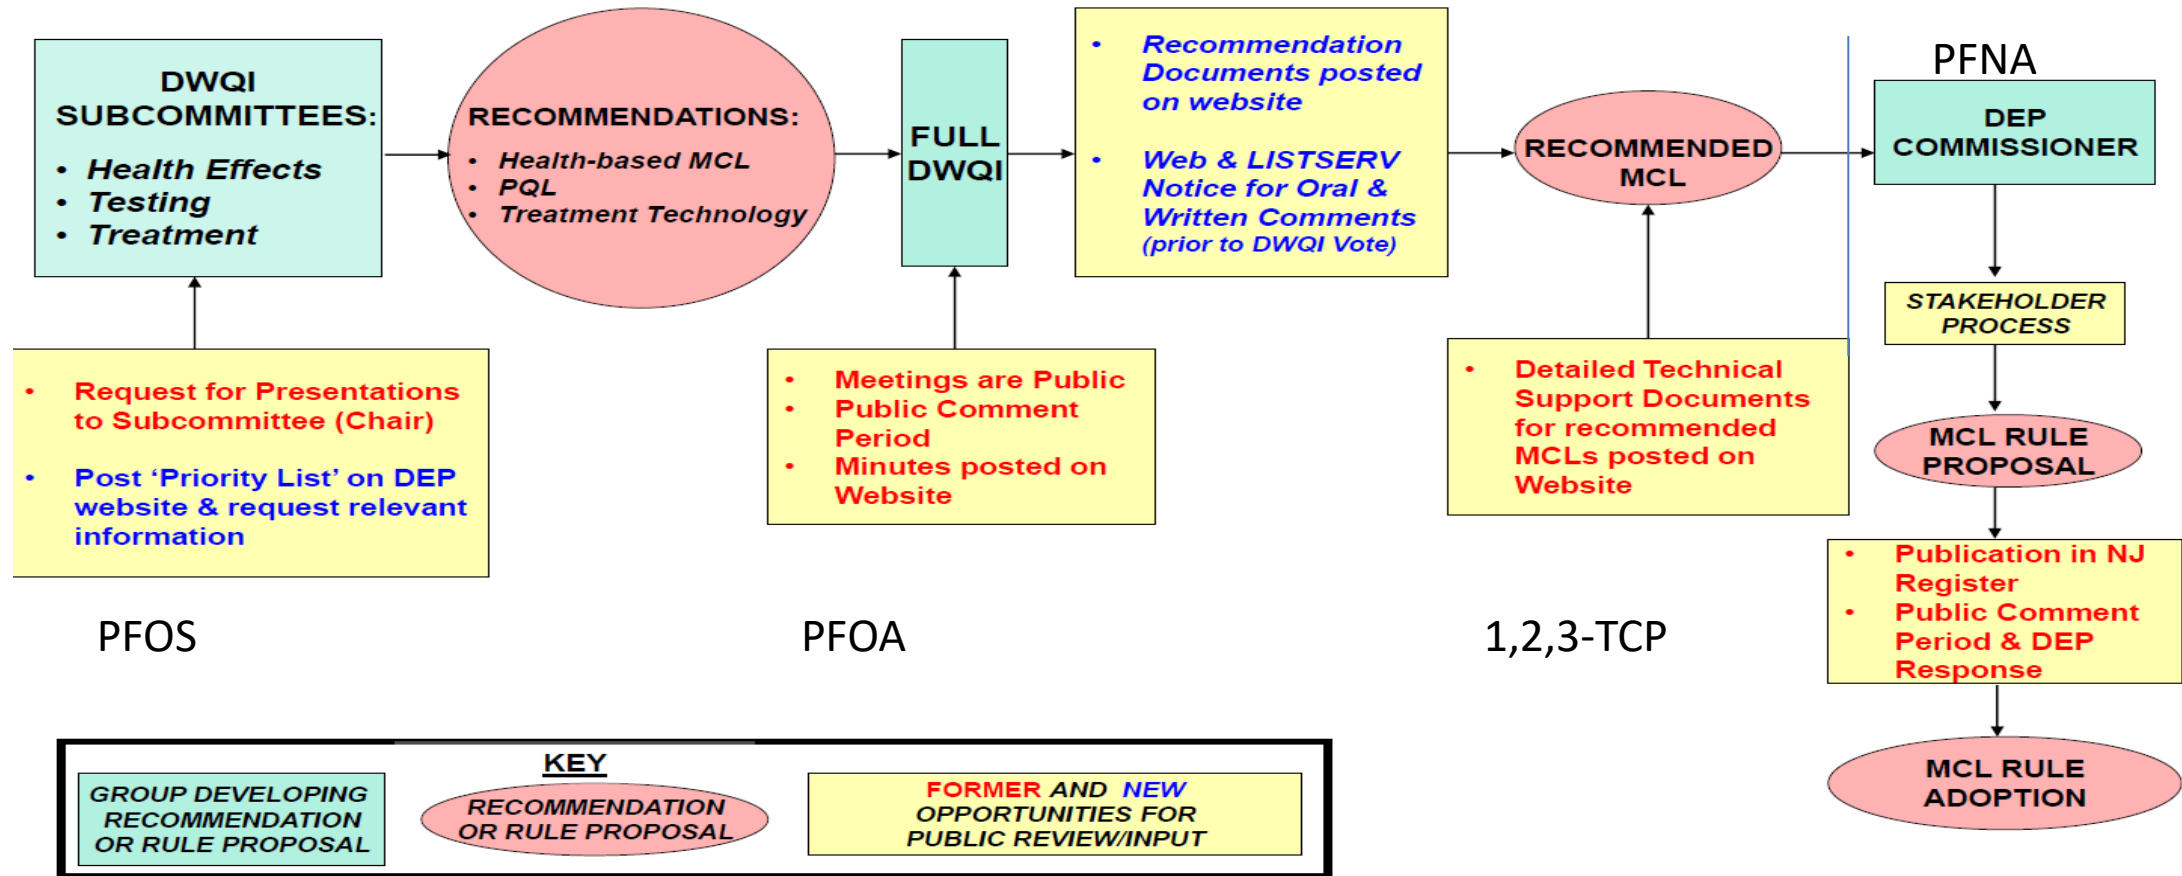 DWQI
SUBCOMMITTEES:
• Health Effects
• Testing
• Treatment
RECOMMENDATIONS:
• Health-based MCL
• PQL
• Treatment Technology
FULL
DWQI
• Recommendation
Documents posted
on website
• Web & LISTSERV
Notice for Oral &
Written Comments
(prior to DWQI Vote)
RECOMMENDED
MCL
PFNA
DEP
COMMISSIONER
STAKEHOLDER
PROCESS
MCL RULE
PROPOSAL
• Publication in NJ
Register
• Public Comment
Period & DEP
Response
MCL RULE
ADOPTION
• Request for Presentations
to Subcommittee (Chair)
• Post ‘Priority List’ on DEP
website & request relevant
information
• Meetings are Public
• Public Comment
Period
• Minutes posted on
Website
• Detailed Technical
Support Documents
for recommended
MCLs posted on
Website
PFOS
PFOA
1,2,3-TCP
KEY
GROUP DEVELOPING
RECOMMENDATION
OR RULE PROPOSAL
RECOMMENDATION
OR RULE PROPOSAL
FORMER AND NEW
OPPORTUNITIES FOR
PUBLIC REVIEW/INPUT